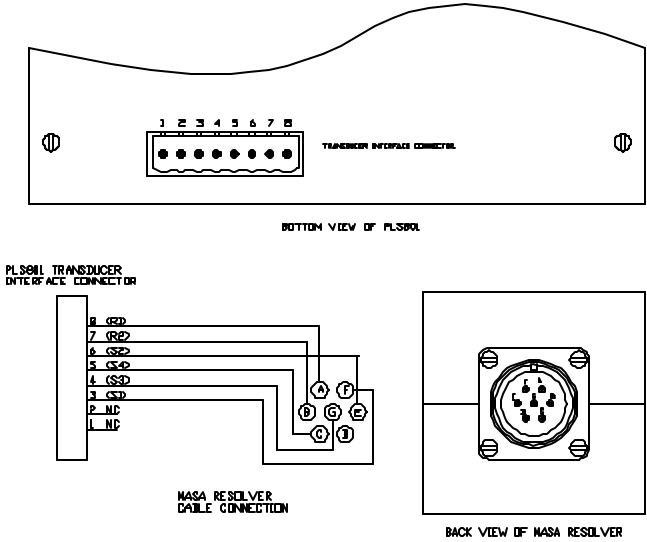 1 2 3 4 5 6 7 8
TRANSDUCER INTERFACE CONNECTOR
BOTTOM VIEW OF PLS801
PLS801 TRANSDUCER
INTERFACE CONNECTOR
8 (R1)
7 (R2)
6 (S2)
5 (S4)
4 (S3)
3 (S1)
2 NC
1 NC
A F
B G E
C D
MASA RESOLVER
CABLE CONNECTION
BACK VIEW OF MASA RESOLVER